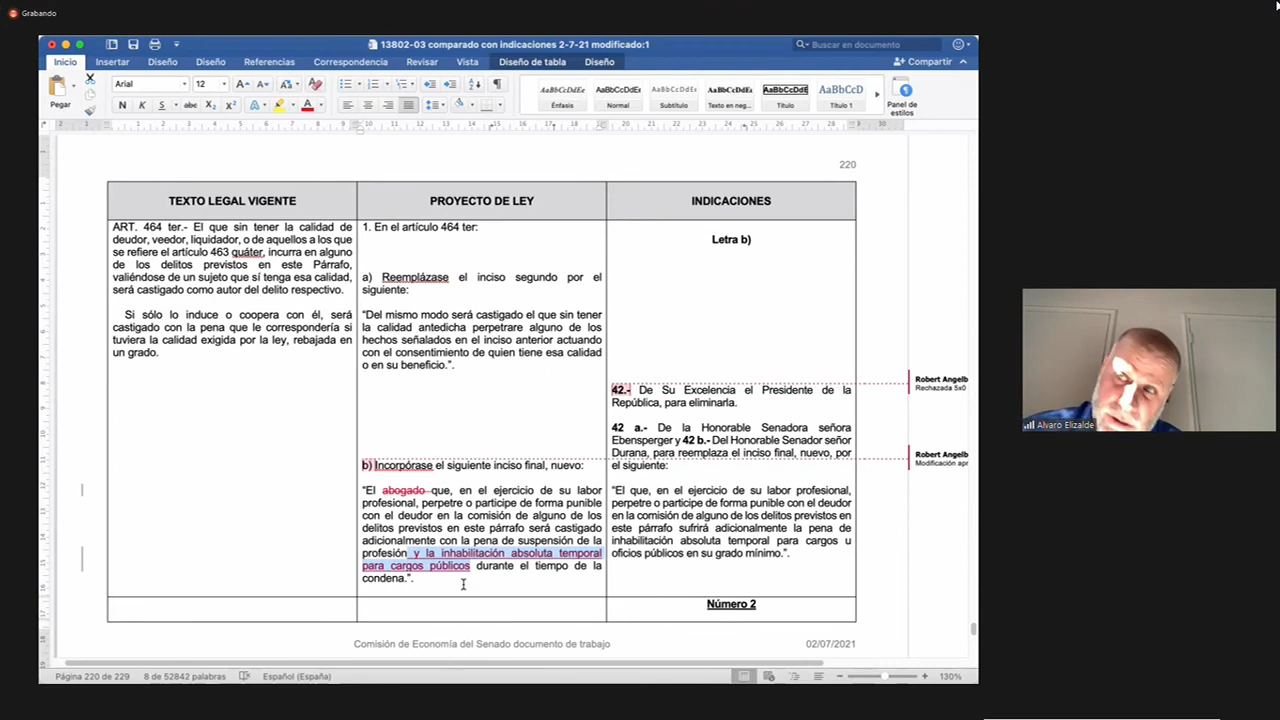 Grabando
13802-03 comparado con indicaciones 2-7-21 modificado:1
Buscar en documento
Inicio Insertar Diseño Diseño Referencias Correspondencia Revisar Vista Diseño de tabla Diseño
Compartir
Pegar
Arial 12
N K S abc X₂ X²
AaBbCcDdEe AaBbCcDdEe AaBbCcDdEe AaBbCcDdEe AaBbCcDdEe AaBbCcD
Énfasis Normal Subtítulo Texto en neg... Título Título 1
Panel de
estilos
220
TEXTO LEGAL VIGENTE
ART. 464 ter.- El que sin tener la calidad de
deudor, veedor, liquidador, o de aquellos a los que
se refiere el artículo 463 quáter, incurra en alguno
de los delitos previstos en este Párrafo,
valiéndose de un sujeto que sí tenga esa calidad,
será castigado como autor del delito respectivo.
Si sólo lo induce o coopera con él, será
castigado con la pena que le correspondería si
tuviera la calidad exigida por la ley, rebajada en
un grado.
PROYECTO DE LEY
1. En el artículo 464 ter:
a) Reemplázase el inciso segundo por el
siguiente:
“Del mismo modo será castigado el que sin tener
la calidad antedicha perpetrare alguno de los
hechos señalados en el inciso anterior actuando
con el consentimiento de quien tiene esa calidad
o en su beneficio.”.
b) Incorpórase el siguiente inciso final, nuevo:
“El abogado que, en el ejercicio de su labor
profesional, perpetre o participe de forma punible
con el deudor en la comisión de alguno de los
delitos previstos en este párrafo será castigado
adicionalmente con la pena de suspensión de la
profesión y la inhabilitación absoluta temporal
para cargos públicos durante el tiempo de la
condena.”.
INDICACIONES
Letra b)
42.- De Su Excelencia el Presidente de la
República, para eliminarla.
42 a.- De la Honorable Senadora señora
Ebensperger y 42 b.- Del Honorable Senador señor
Durana, para reemplaza el inciso final, nuevo, por
el siguiente:
“El que, en el ejercicio de su labor profesional,
perpetre o participe de forma punible con el deudor
en la comisión de alguno de los delitos previstos en
este párrafo sufrirá adicionalmente la pena de
inhabilitación absoluta temporal para cargos u
oficios públicos en su grado mínimo.”.
Número 2
Robert Angelb
Rechazada 5x0
Robert Angelb
Modificación apr
Comisión de Economía del Senado documento de trabajo
02/07/2021
Página 220 de 229 8 de 52842 palabras Español (España)
130%
Alvaro Elizalde